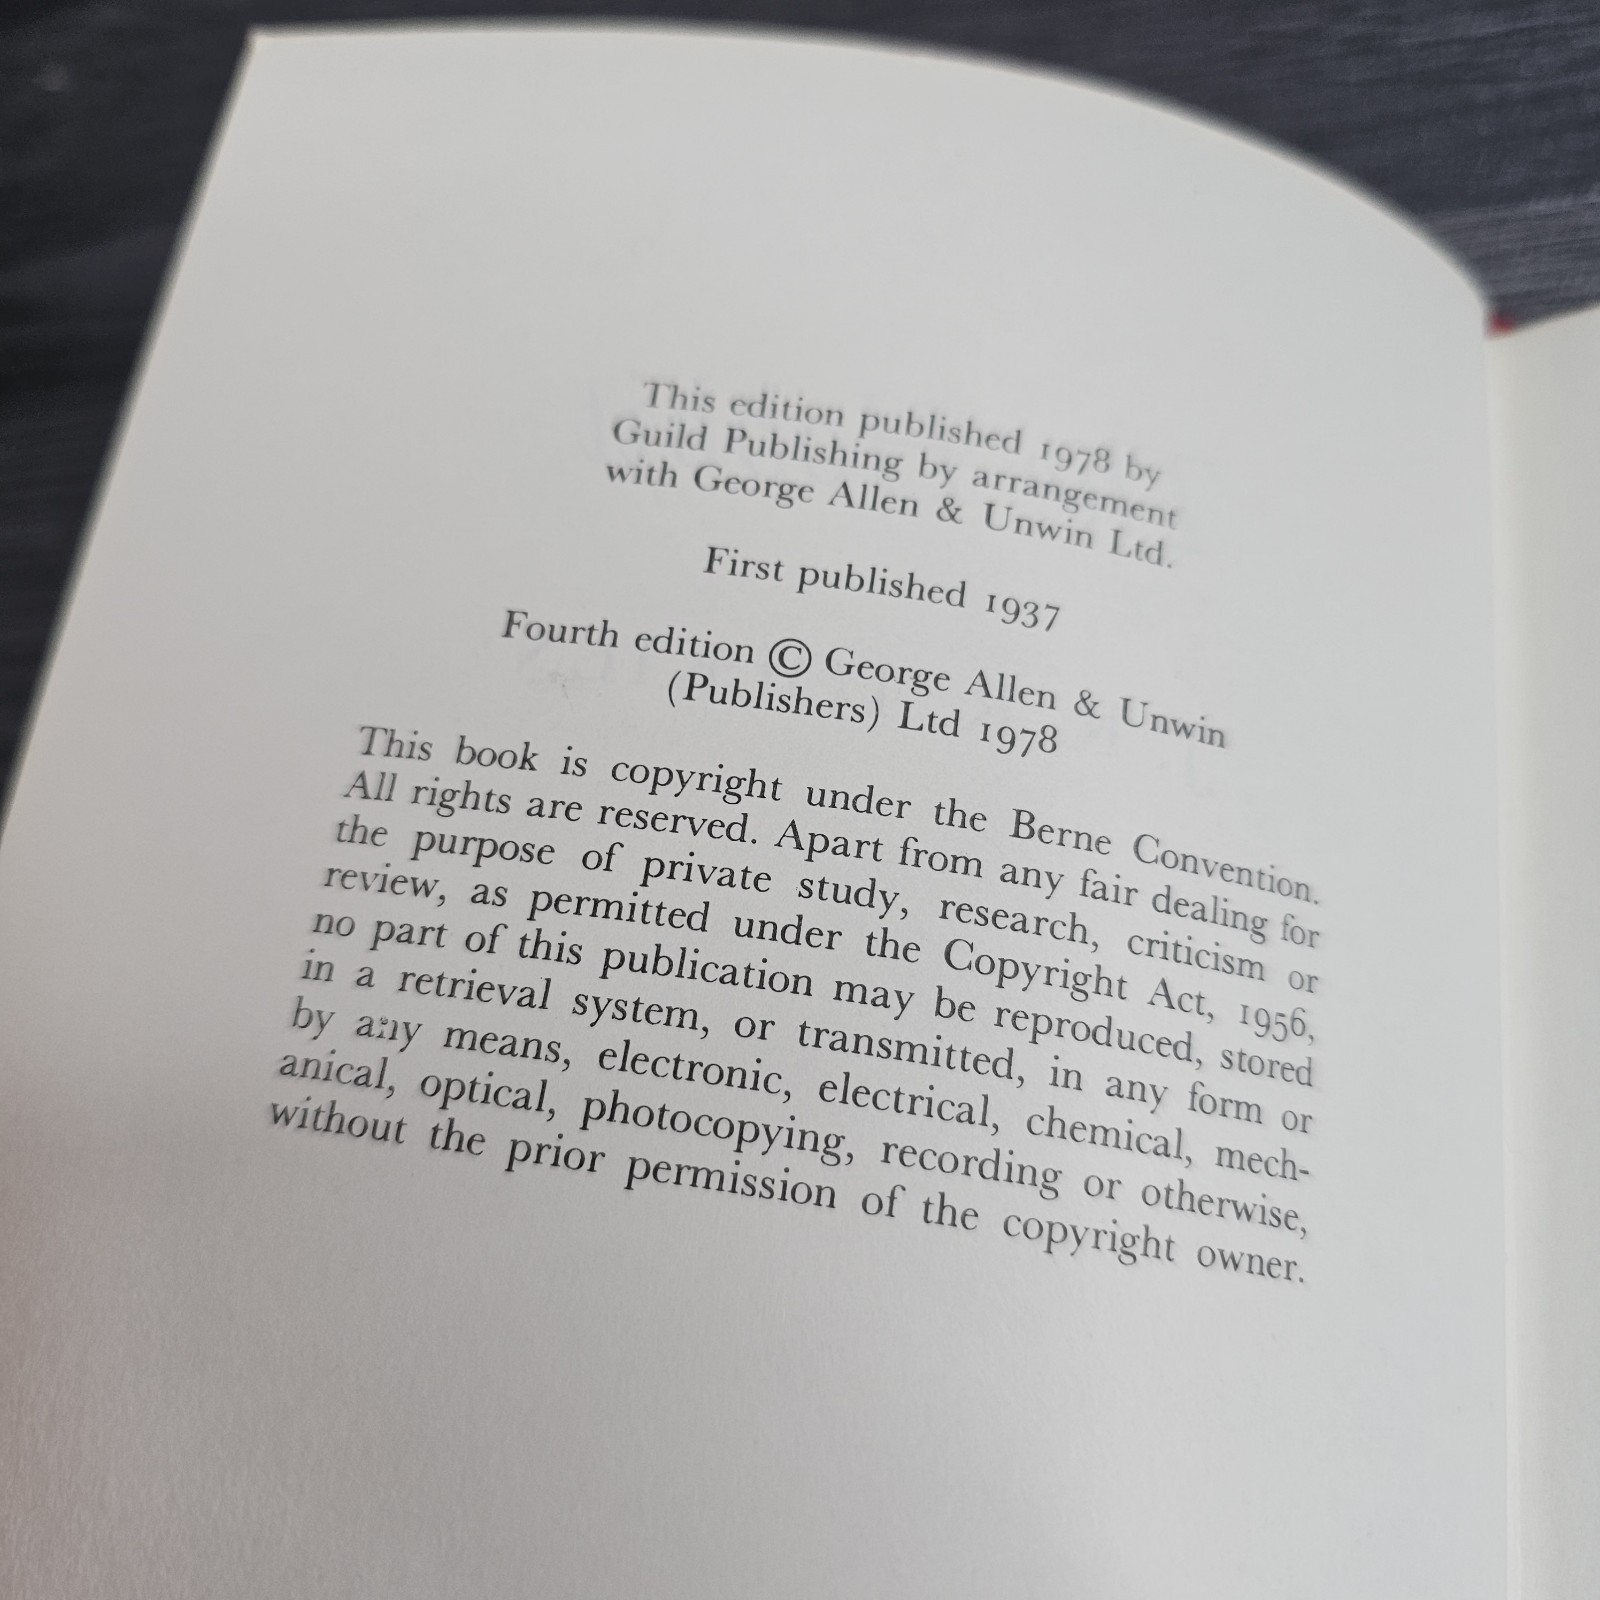 This edition published 1978 by
Guild Publishing by arrangement
with George Allen & Unwin Ltd.
First published 1937
Fourth edition © George Allen & Unwin
(Publishers) Ltd 1978
This book is copyright under the Berne Convention.
All rights are reserved. Apart from any fair dealing for
the purpose of private study, research, criticism or
review, as permitted under the Copyright Act, 1956,
no part of this publication may be reproduced, stored
in a retrieval system, or transmitted, in any form or
by any means, electronic, electrical, chemical, mech-
anical, optical, photocopying, recording or otherwise,
without the prior permission of the copyright owner.